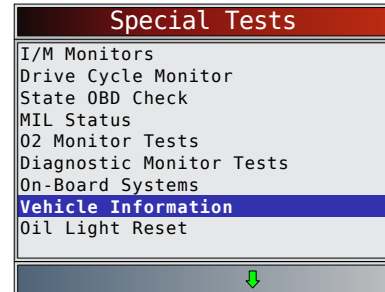 Special Tests
I/M Monitors
Drive Cycle Monitor
State OBD Check
MIL Status
O2 Monitor Tests
Diagnostic Monitor Tests
On-Board Systems
Vehicle Information
Oil Light Reset